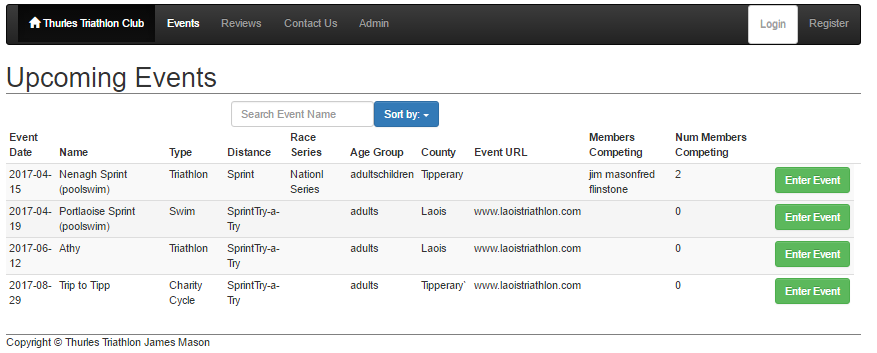 Thurles Triathlon Club Events Reviews Contact Us Admin Login Register
Upcoming Events
Search Event Name Sort by:
Event Race Members Num Members
Date Name Type Distance Series Age Group County Event URL Competing Competing
2017-04- Nenagh Sprint Triathlon Sprint Nationl adultschildren Tipperary jim masonfred 2 Enter Event
15 (poolswim) Series flinstone
2017-04- Portlaoise Sprint Swim SprintTry-a- adults Laois www.laoistriathlon.com 0 Enter Event
19 (poolswim) Try
2017-06- Athy Triathlon SprintTry-a- adults Laois www.laoistriathlon.com 0 Enter Event
12 Try
2017-08- Trip to Tipp Charity SprintTry-a- adults Tipperary` www.laoistriathlon.com 0 Enter Event
29 Cycle Try
Copyright © Thurles Triathlon James Mason